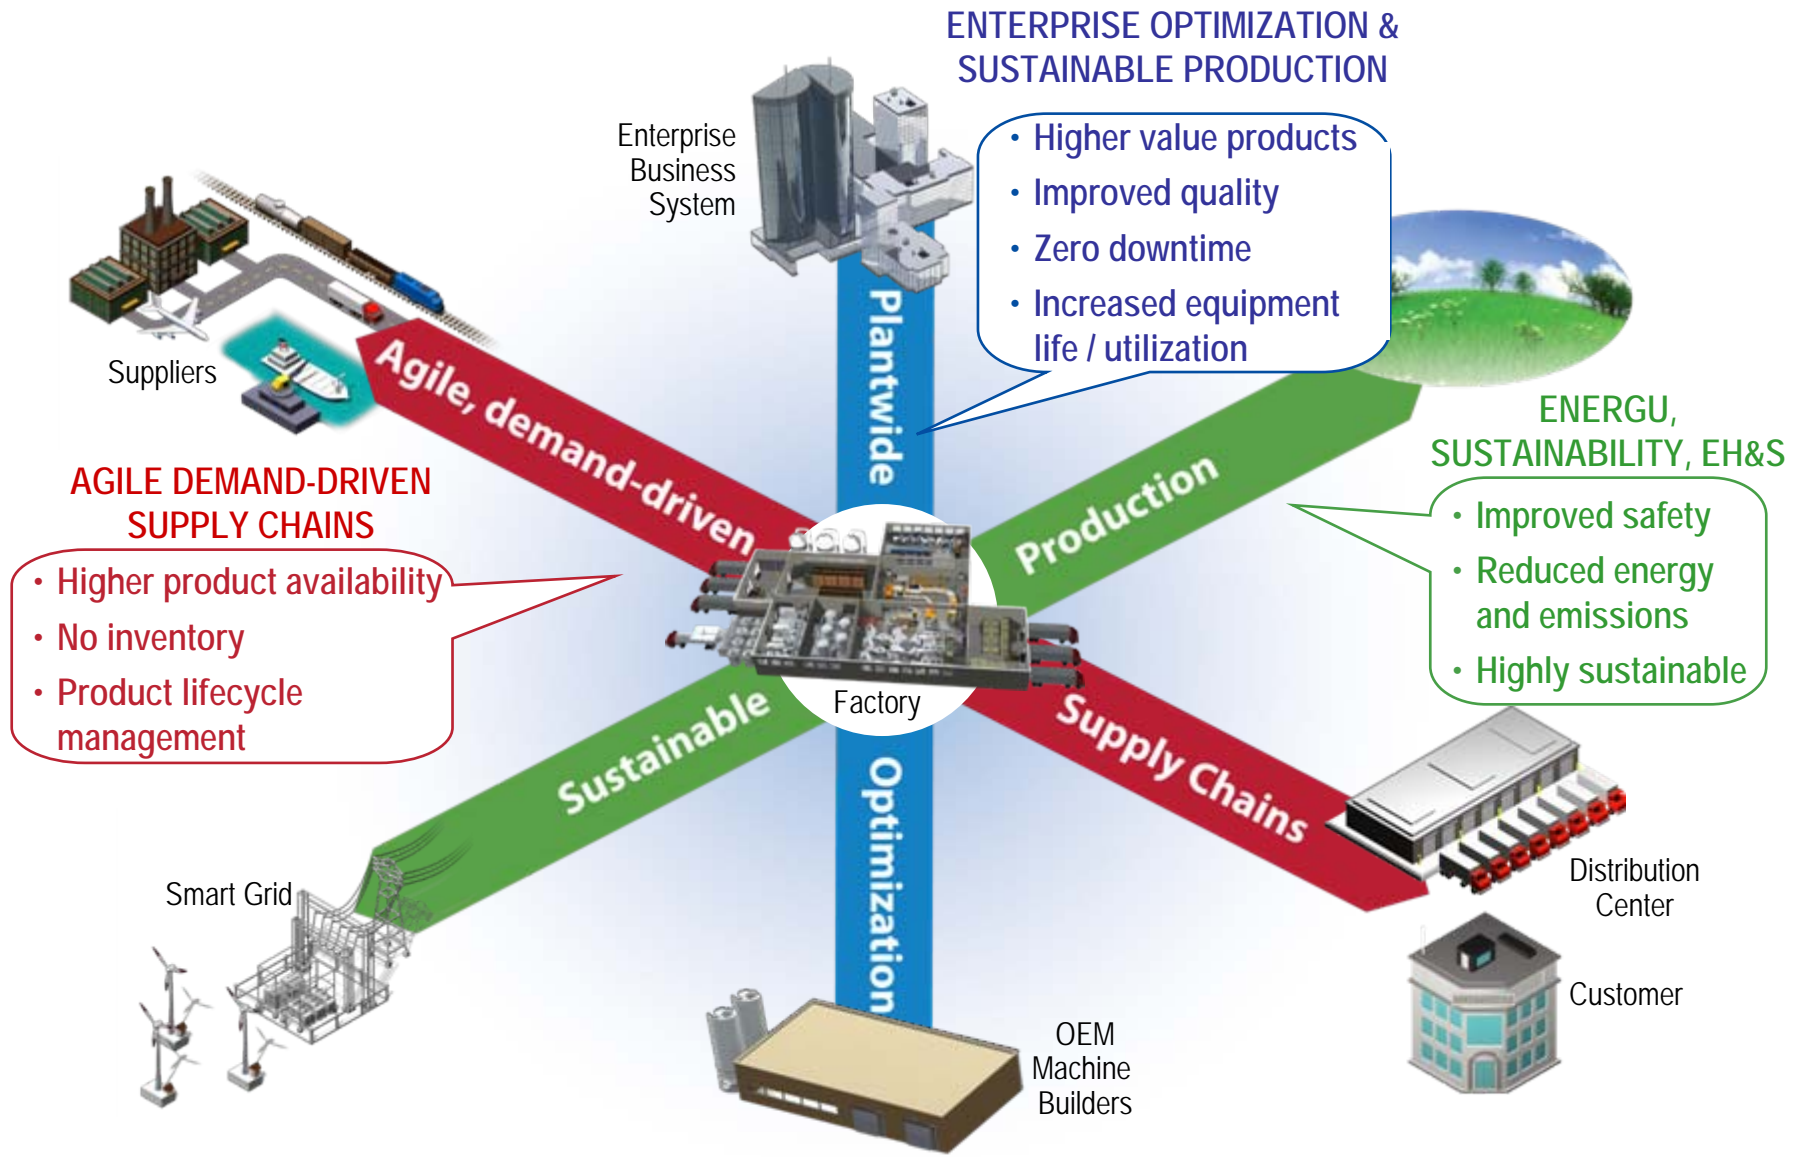 ENTERPRISE OPTIMIZATION &
SUSTAINABLE PRODUCTION
• Higher value products
• Improved quality
• Zero downtime
• Increased equipment
life / utilization
Enterprise
Business
System
Suppliers
Plantwide
Agile, demand-driven
Production
ENERGU,
SUSTAINABILITY, EH&S
• Improved safety
• Reduced energy
and emissions
• Highly sustainable
AGILE DEMAND-DRIVEN
SUPPLY CHAINS
• Higher product availability
• No inventory
• Product lifecycle
management
Factory
Sustainable
Supply Chains
Optimization
Smart Grid
Distribution
Center
Customer
OEM
Machine
Builders